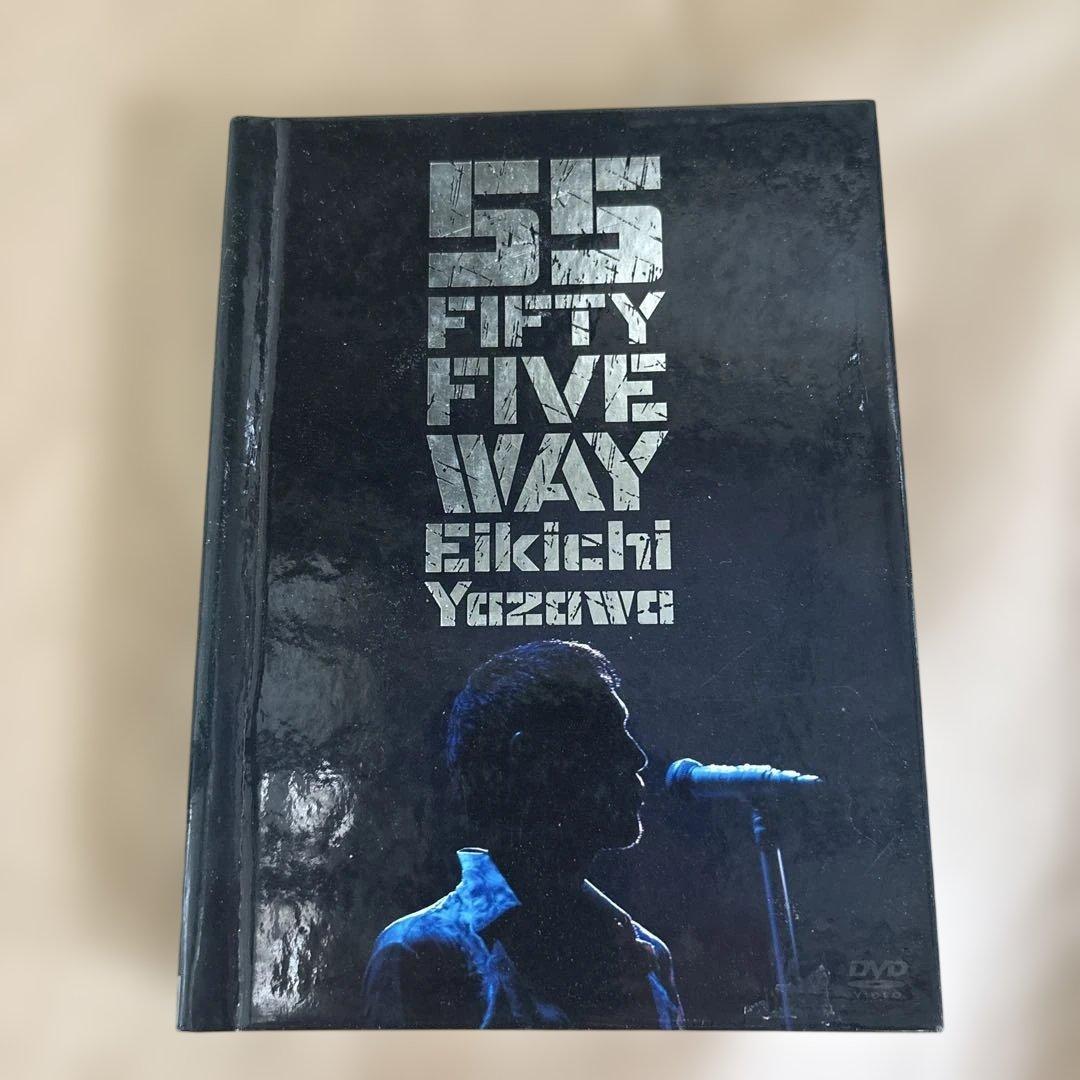 55
FIFTY
FIVE
WAY
Eikichi
Yazawa
DVD
VIDEO